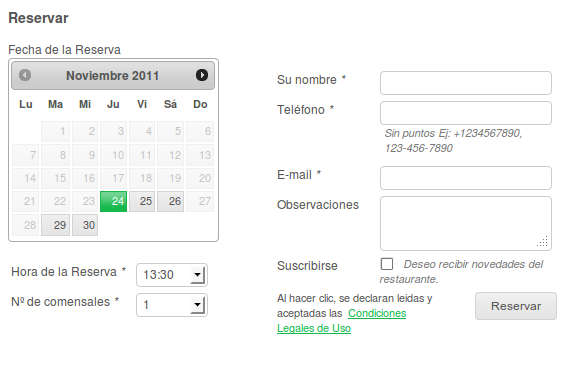 Reservar
Fecha de la Reserva
Noviembre 2011
Lu Ma Mi Ju Vi Sá Do
1 2 3 4 5 6
7 8 9 10 11 12 13
14 15 16 17 18 19 20
21 22 23 24 25 26 27
28 29 30
Hora de la Reserva * 13:30
Nº de comensales * 1
Su nombre *
Teléfono *
Sin puntos Ej: +1234567890,
123-456-7890
E-mail *
Observaciones
Suscribirse Deseo recibir novedades del
restaurante.
Al hacer clic, se declaran leidas y
aceptadas las Condiciones
Legales de Uso
Reservar